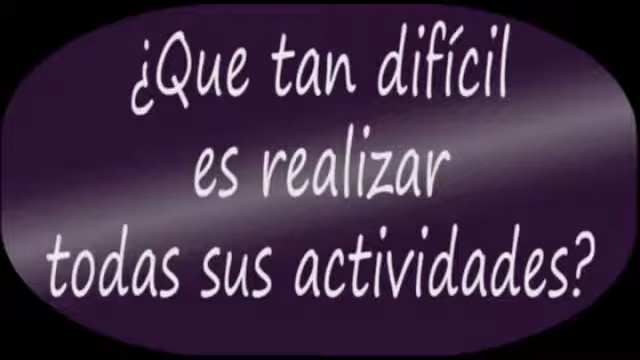 ¿Que tan difícil
es realizar
todas sus actividades?